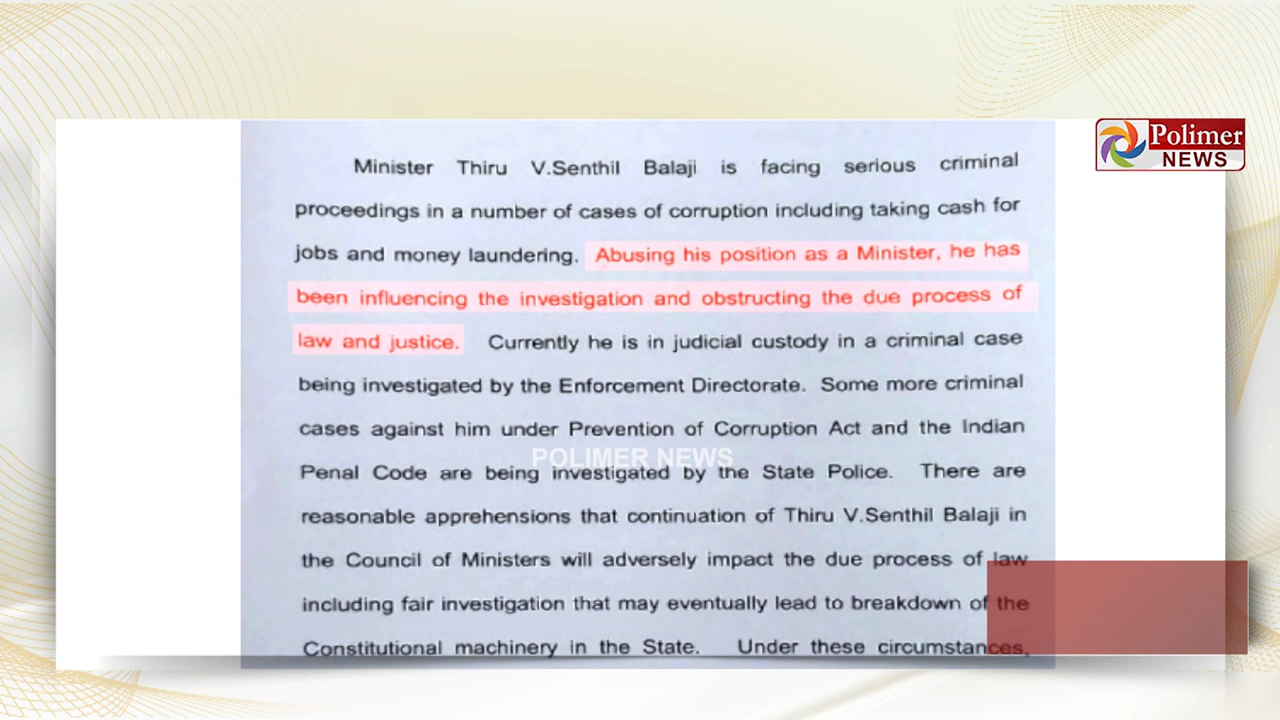 Polimer
NEWS
Minister Thiru V.Senthil Balaji is facing serious criminal
proceedings in a number of cases of corruption including taking cash for
jobs and money laundering. Abusing his position as a Minister, he has
been influencing the investigation and obstructing the due process of
law and justice. Currently he is in judicial custody in a criminal case
being investigated by the Enforcement Directorate. Some more criminal
cases against him under Prevention of Corruption Act and the Indian
POLIMER NEWS
Penal Code are being investigated by the State Police. There are
reasonable apprehensions that continuation of Thiru V.Senthil Balaji in
the Council of Ministers will adversely impact the due process of law
including fair investigation that may eventually lead to breakdown of the
Constitutional machinery in the State. Under these circumstances,